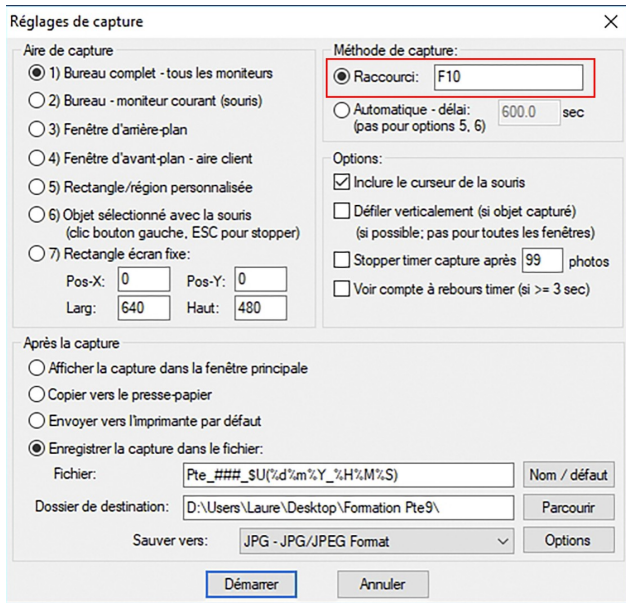 Réglages de capture
Aire de capture
1) Bureau complet - tous les moniteurs
2) Bureau - moniteur courant (souris)
3) Fenêtre d'arrière-plan
4) Fenêtre d'avant-plan - aire client
5) Rectangle/région personnalisée
6) Objet sélectionné avec la souris
(clic bouton gauche, ESC pour stopper)
7) Rectangle écran fixe:
Pos-X: 0 Pos-Y: 0
Larg: 640 Haut: 480
Méthode de capture:
Raccourci: F10
Automatique - délai: 600.0 sec
(pas pour options 5, 6)
Options:
Inclure le curseur de la souris
Défiler verticalement (si objet capturé)
(si possible; pas pour toutes les fenêtres)
Stopper timer capture après 99 photos
Voir compte à rebours timer (si >= 3 sec)
Après la capture
Afficher la capture dans la fenêtre principale
Copier vers le presse-papier
Envoyer vers l'imprimante par défaut
Enregistrer la capture dans le fichier:
Fichier: Pte_###_$U(%d%m%Y_%H%M%S) Nom / défaut
Dossier de destination: D:\Users\Laure\Desktop\Formation Pte9\ Parcourir
Sauver vers: JPG - JPG/JPEG Format Options
Démarrer Annuler